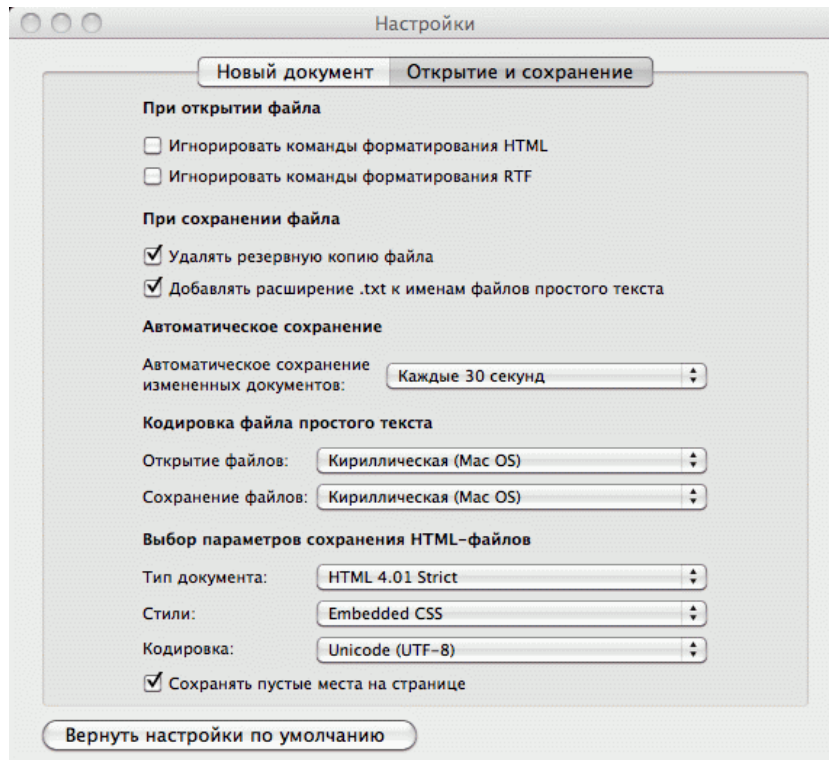 Настройки
Новый документ Открытие и сохранение
При открытии файла
Игнорировать команды форматирования HTML
Игнорировать команды форматирования RTF
При сохранении файла
Удалять резервную копию файла
Добавлять расширение .txt к именам файлов простого текста
Автоматическое сохранение
Автоматическое сохранение
измененных документов: Каждые 30 секунд
Кодировка файла простого текста
Открытие файлов: Кириллическая (Mac OS)
Сохранение файлов: Кириллическая (Mac OS)
Выбор параметров сохранения HTML-файлов
Тип документа: HTML 4.01 Strict
Стили: Embedded CSS
Кодировка: Unicode (UTF-8)
Сохранять пустые места на странице
Вернуть настройки по умолчанию